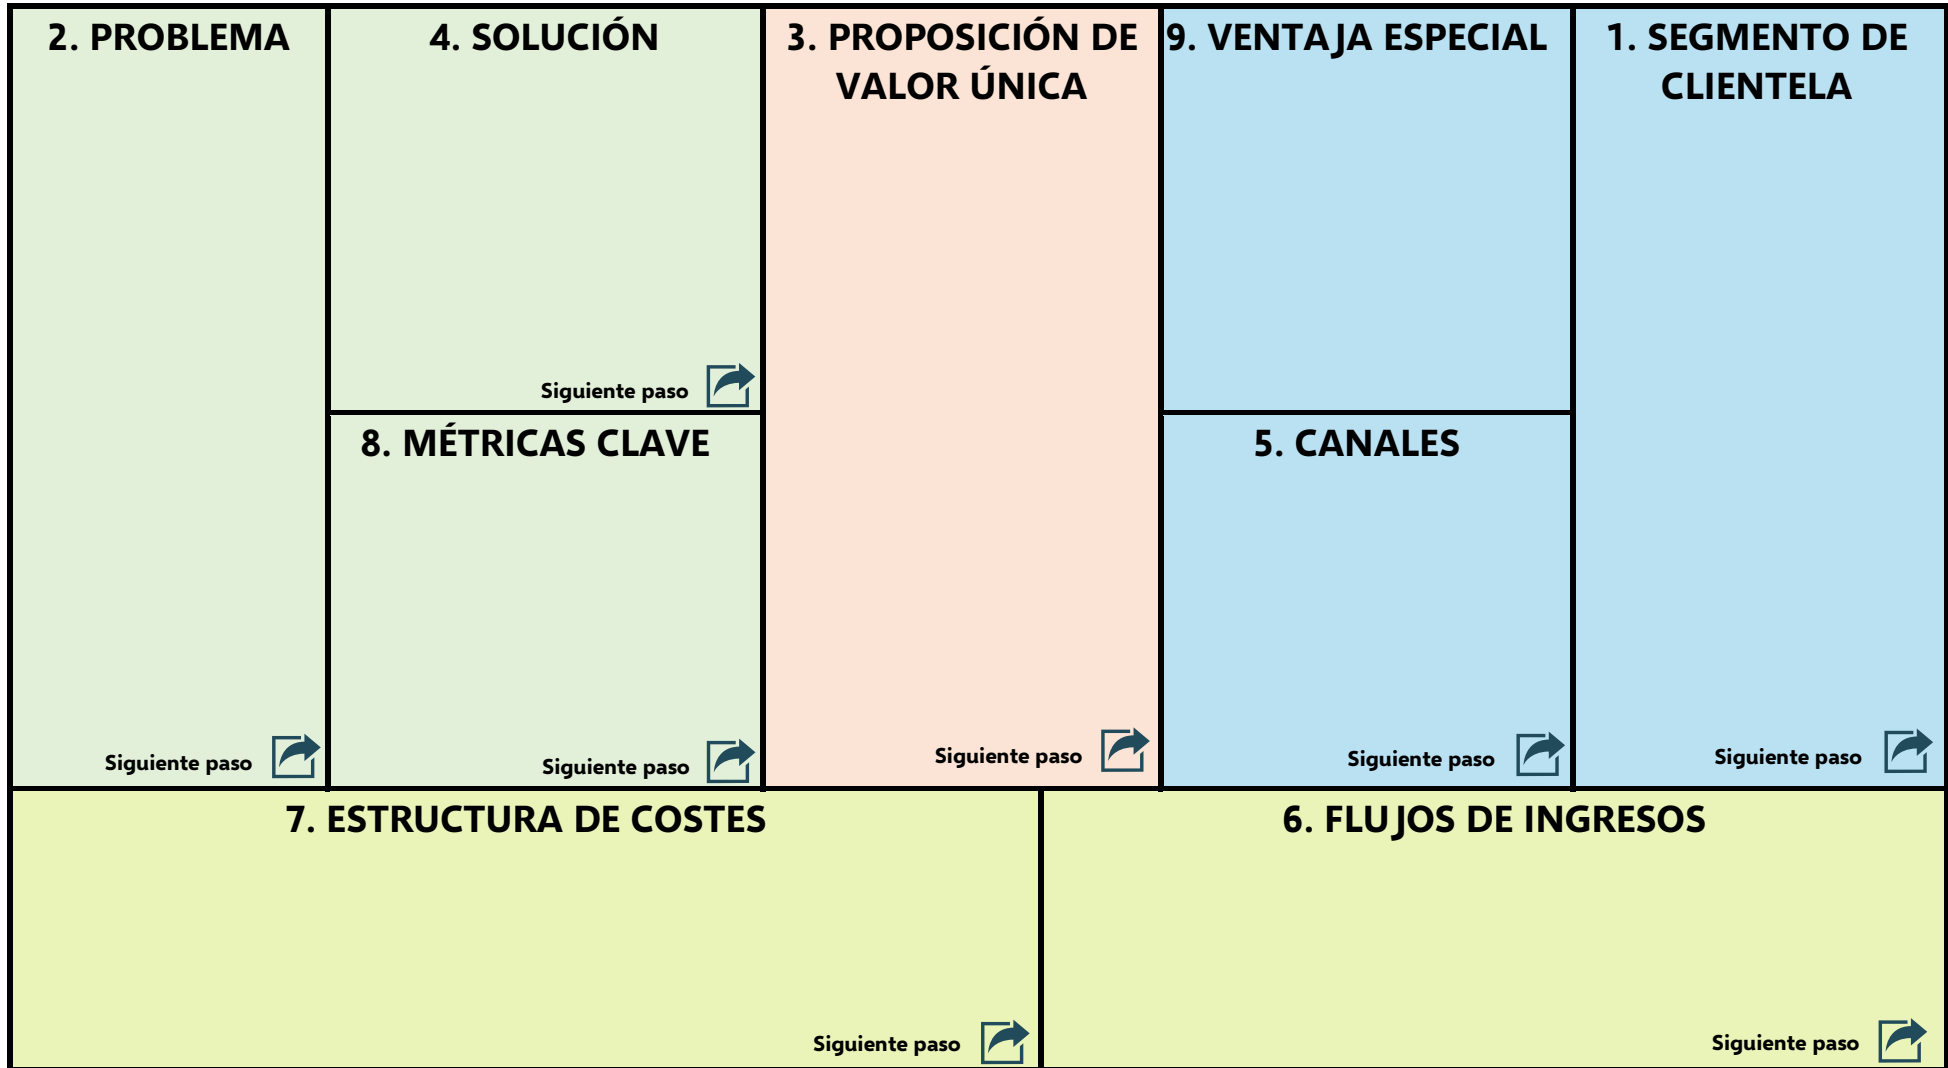 2. PROBLEMA
Siguiente paso
4. SOLUCIÓN
Siguiente paso
8. MÉTRICAS CLAVE
Siguiente paso
3. PROPOSICIÓN DE
VALOR ÚNICA
Siguiente paso
9. VENTAJA ESPECIAL
5. CANALES
Siguiente paso
1. SEGMENTO DE
CLIENTELA
Siguiente paso
7. ESTRUCTURA DE COSTES
Siguiente paso
6. FLUJOS DE INGRESOS
Siguiente paso